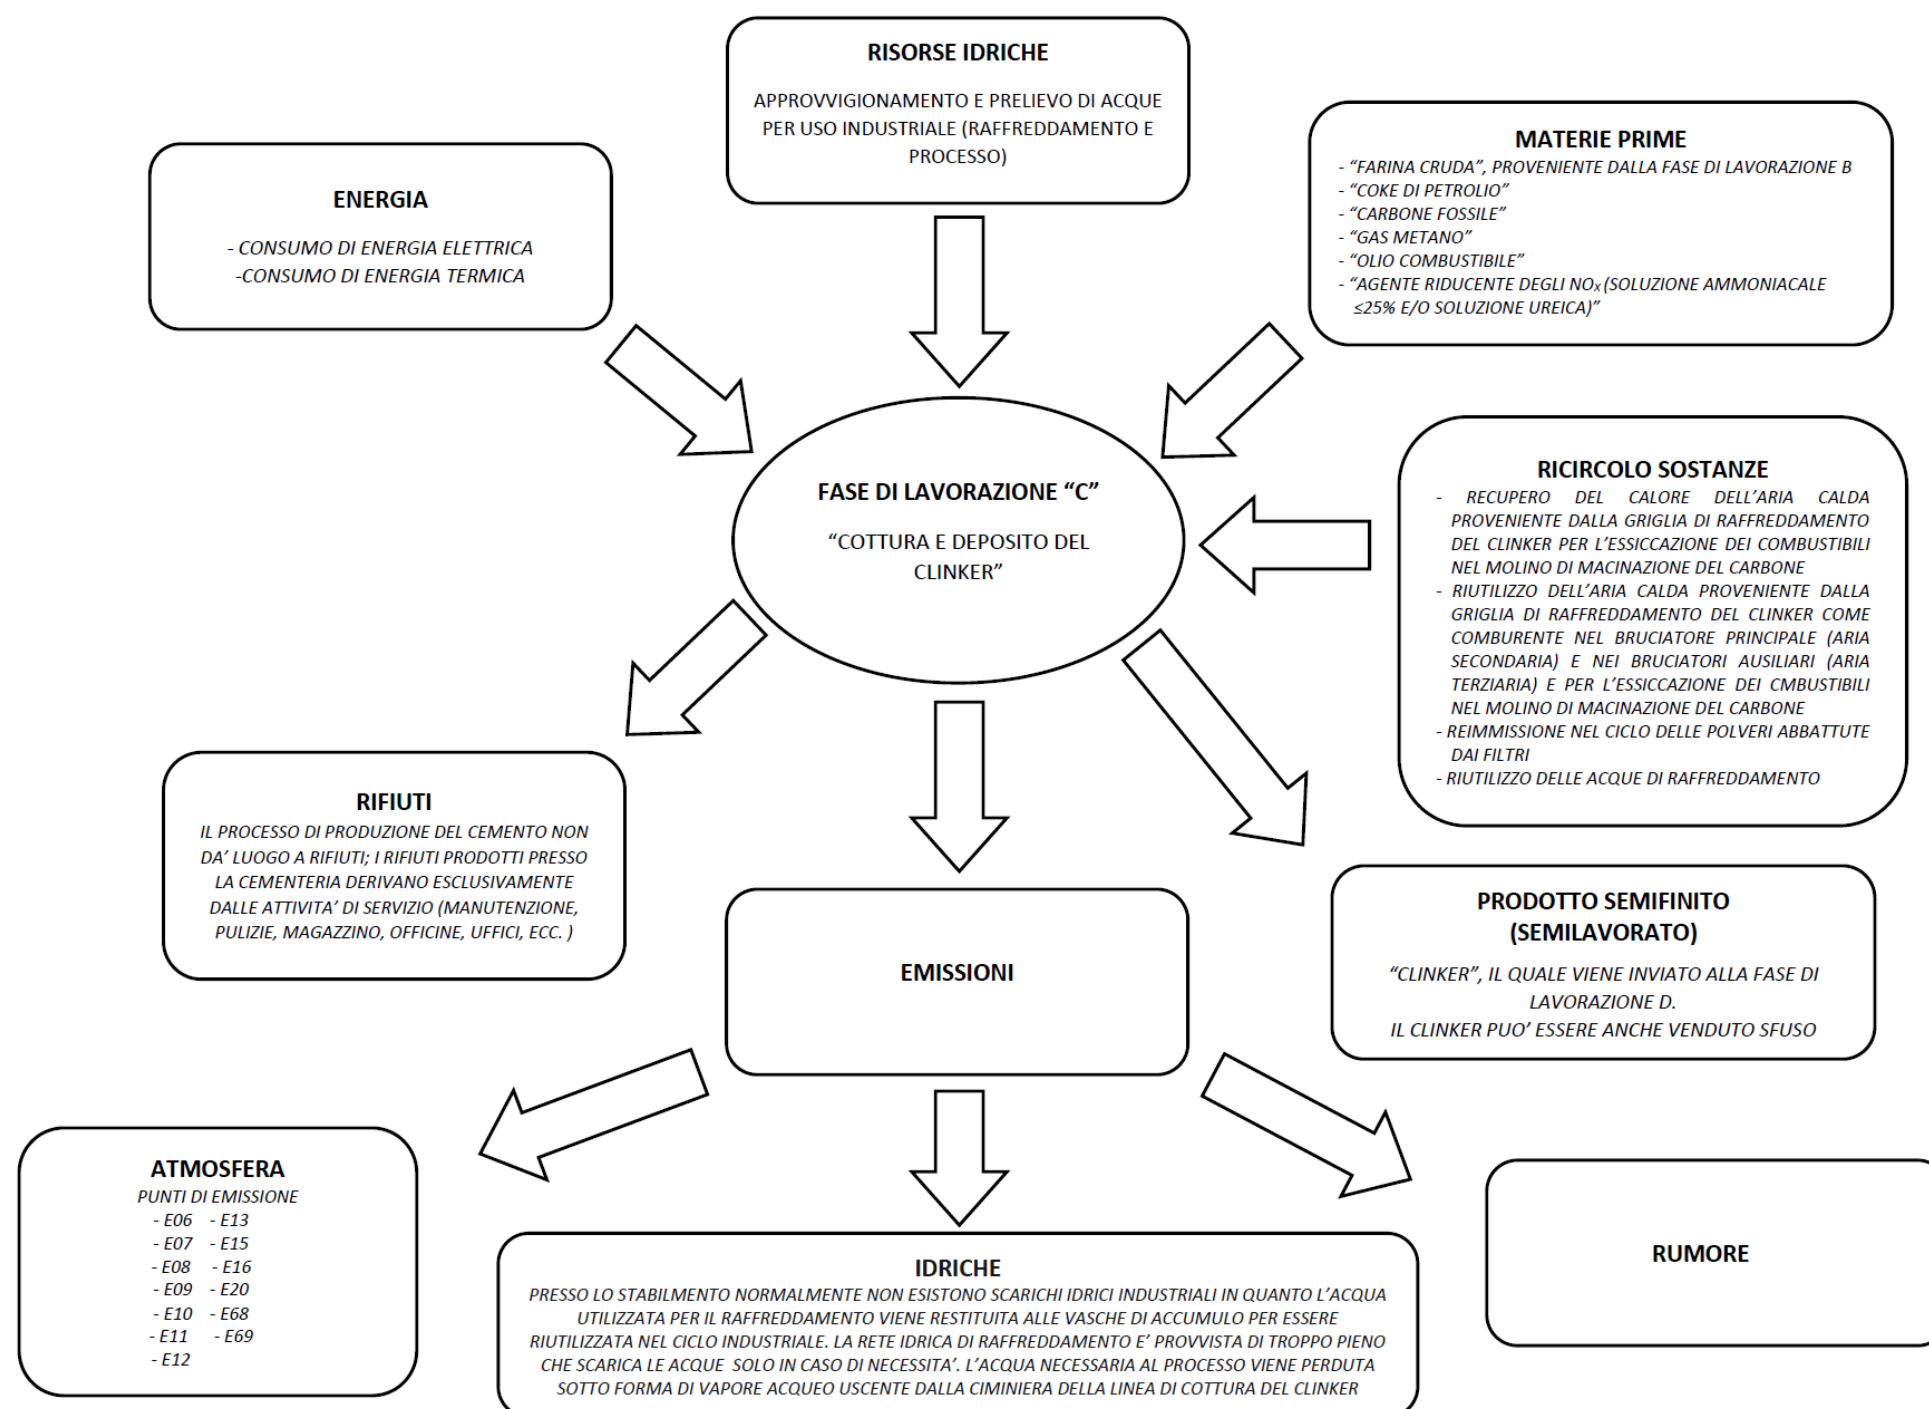 RISORSE IDRICHE
APPROVVIGIONAMENTO E PRELIEVO DI ACQUE
PER USO INDUSTRIALE (RAFFREDDAMENTO E
PROCESSO)
ENERGIA
- CONSUMO DI ENERGIA ELETTRICA
-CONSUMO DI ENERGIA TERMICA
MATERIE PRIME
- “FARINA CRUDA”, PROVENIENTE DALLA FASE DI LAVORAZIONE B
- “COKE DI PETROLIO”
- “CARBONE FOSSILE”
- “GAS METANO”
- “OLIO COMBUSTIBILE”
- “AGENTE RIDUCENTE DEGLI NOX (SOLUZIONE AMMONIACALE
≤25% E/O SOLUZIONE UREICA)”
FASE DI LAVORAZIONE “C”
“COTTURA E DEPOSITO DEL
CLINKER”
RICIRCOLO SOSTANZE
- RECUPERO DEL CALORE DELL’ARIA CALDA
PROVENIENTE DALLA GRIGLIA DI RAFFREDDAMENTO
DEL CLINKER PER L’ESSICCAZIONE DEI COMBUSTIBILI
NEL MOLINO DI MACINAZIONE DEL CARBONE
- RIUTILIZZO DELL’ARIA CALDA PROVENIENTE DALLA
GRIGLIA DI RAFFREDDAMENTO DEL CLINKER COME
COMBURENTE NEL BRUCIATORE PRINCIPALE (ARIA
SECONDARIA) E NEI BRUCIATORI AUSILIARI (ARIA
TERZIARIA) E PER L’ESSICCAZIONE DEI CMBUSTIBILI
NEL MOLINO DI MACINAZIONE DEL CARBONE
- REIMMISSIONE NEL CICLO DELLE POLVERI ABBATTUTE
DAI FILTRI
- RIUTILIZZO DELLE ACQUE DI RAFFREDDAMENTO
RIFIUTI
IL PROCESSO DI PRODUZIONE DEL CEMENTO NON
DA’ LUOGO A RIFIUTI; I RIFIUTI PRODOTTI PRESSO
LA CEMENTERIA DERIVANO ESCLUSIVAMENTE
DALLE ATTIVITA’ DI SERVIZIO (MANUTENZIONE,
PULIZIE, MAGAZZINO, OFFICINE, UFFICI, ECC. )
EMISSIONI
PRODOTTO SEMIFINITO
(SEMILAVORATO)
“CLINKER”, IL QUALE VIENE INVIATO ALLA FASE DI
LAVORAZIONE D.
IL CLINKER PUO’ ESSERE ANCHE VENDUTO SFUSO
ATMOSFERA
PUNTI DI EMISSIONE
- E06 - E13
- E07 - E15
- E08 - E16
- E09 - E20
- E10 - E68
- E11 - E69
- E12
IDRICHE
PRESSO LO STABILMENTO NORMALMENTE NON ESISTONO SCARICHI IDRICI INDUSTRIALI IN QUANTO L’ACQUA
UTILIZZATA PER IL RAFFREDDAMENTO VIENE RESTITUITA ALLE VASCHE DI ACCUMULO PER ESSERE
RIUTILIZZATA NEL CICLO INDUSTRIALE. LA RETE IDRICA DI RAFFREDDAMENTO E’ PROVVISTA DI TROPPO PIENO
CHE SCARICA LE ACQUE SOLO IN CASO DI NECESSITA’. L’ACQUA NECESSARIA AL PROCESSO VIENE PERDUTA
SOTTO FORMA DI VAPORE ACQUEO USCENTE DALLA CIMINIERA DELLA LINEA DI COTTURA DEL CLINKER
RUMORE